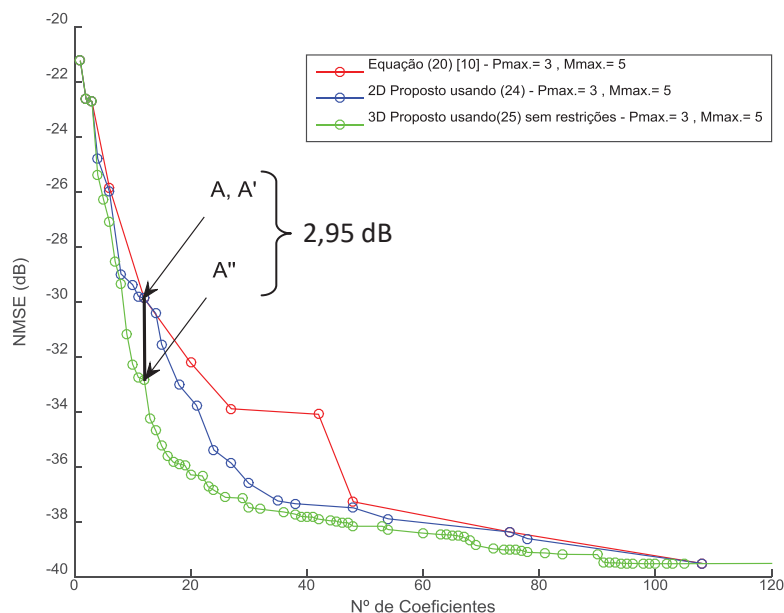 -20
-22
-24
-26
-28
-30
-32
-34
-36
-38
-40
NMSE (dB)
Equação (20) [10] - Pmax.= 3 , Mmax.= 5
2D Proposto usando (24) - Pmax.= 3 , Mmax.= 5
3D Proposto usando(25) sem restrições - Pmax.= 3 , Mmax.= 5
A, A'
2,95 dB
A''
0 20 40 60 80 100 120
Nº de Coeficientes